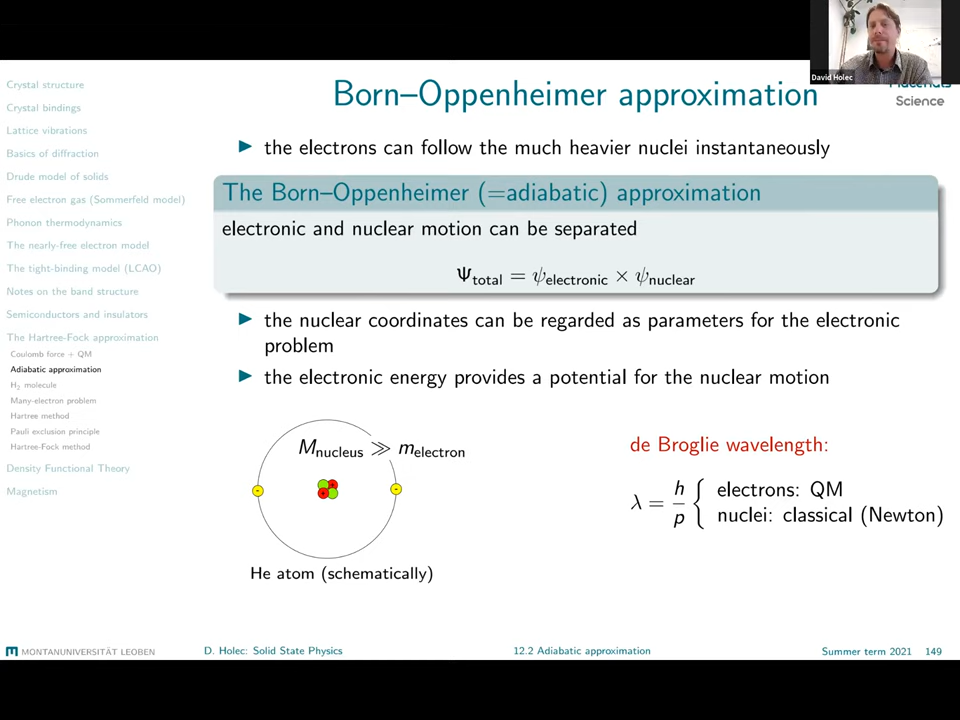 David Holec
Materials
Science
Crystal structure
Crystal bindings
Lattice vibrations
Basics of diffraction
Drude model of solids
Free electron gas (Sommerfeld model)
Phonon thermodynamics
The nearly-free electron model
The tight-binding model (LCAO)
Notes on the band structure
Semiconductors and insulators
The Hartree-Fock approximation
Coulomb force + QM
Adiabatic approximation
H₂ molecule
Many-electron problem
Hartree method
Pauli exclusion principle
Hartree-Fock method
Density Functional Theory
Magnetism
Born–Oppenheimer approximation
▶ the electrons can follow the much heavier nuclei instantaneously
The Born–Oppenheimer (=adiabatic) approximation
electronic and nuclear motion can be separated
Ψtotal = ψelectronic × ψnuclear
▶ the nuclear coordinates can be regarded as parameters for the electronic
problem
▶ the electronic energy provides a potential for the nuclear motion
Mnucleus ≫ melectron
- + + -
He atom (schematically)
de Broglie wavelength:
λ = h/p { electrons: QM
nuclei: classical (Newton)
MONTANUNIVERSITÄT LEOBEN
D. Holec: Solid State Physics
12.2 Adiabatic approximation
Summer term 2021 149